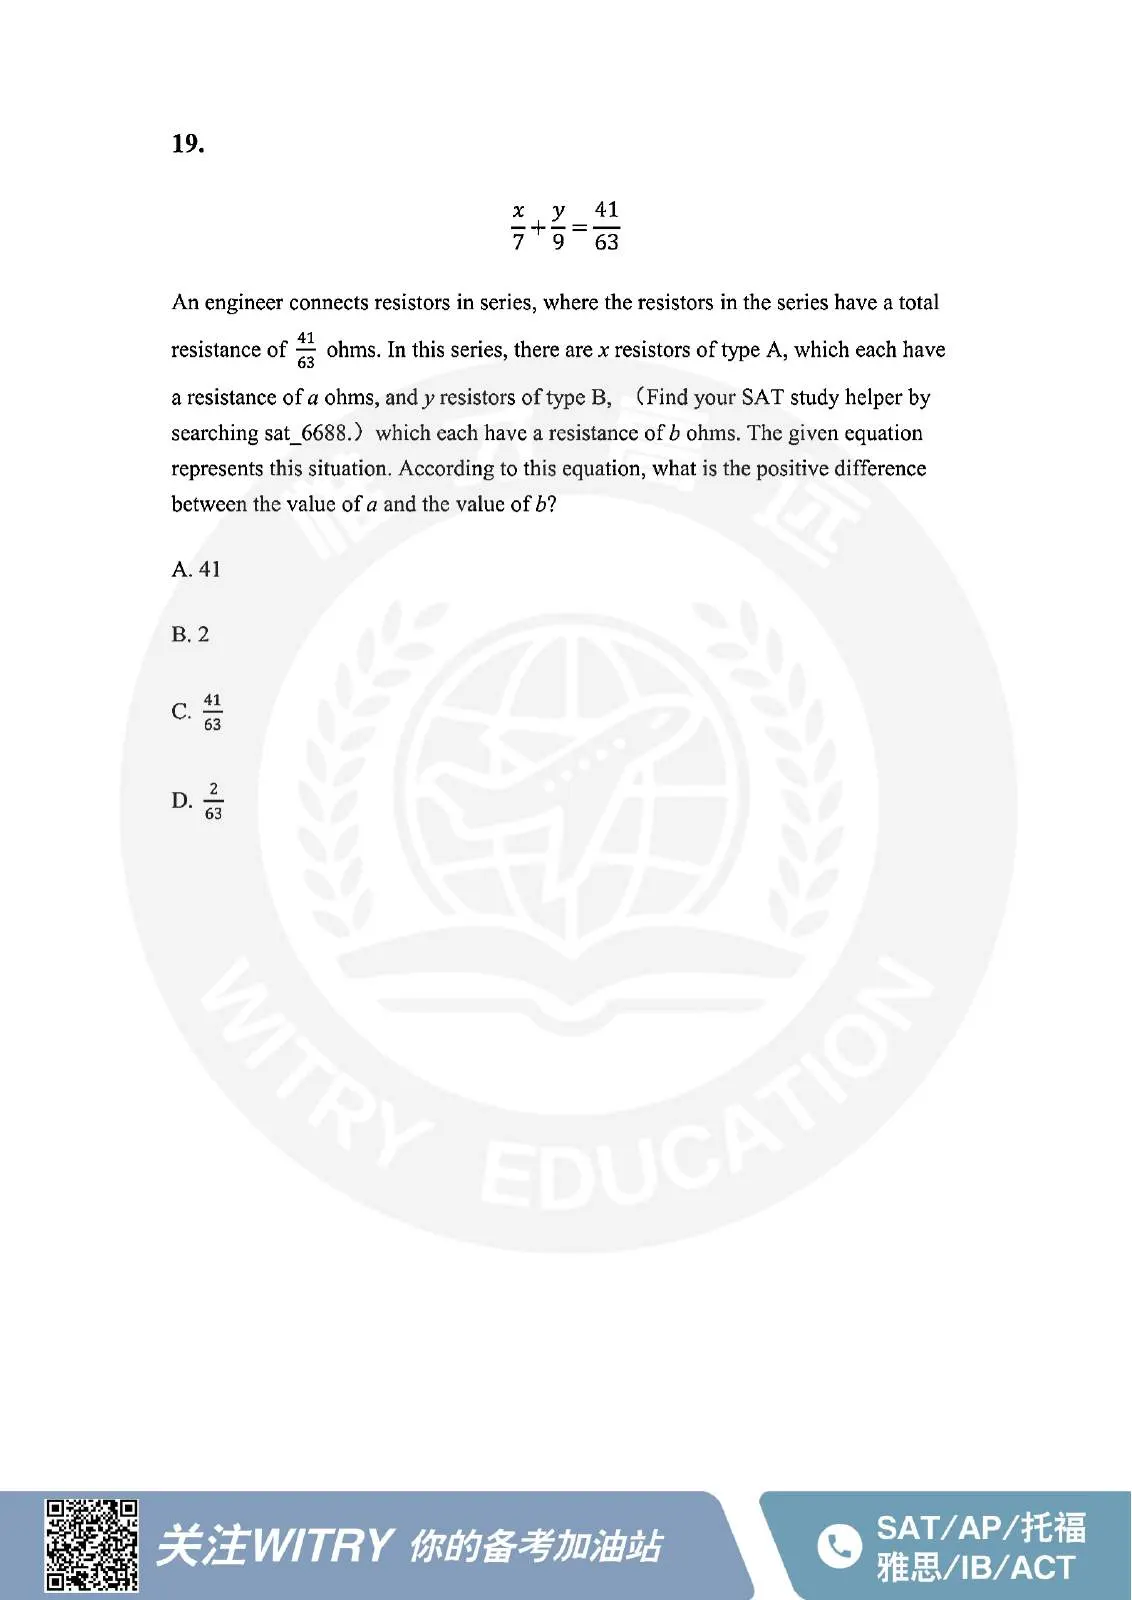 19.
x/7 + y/9 = 41/63
An engineer connects resistors in series, where the resistors in the series have a total
resistance of 41/63 ohms. In this series, there are x resistors of type A, which each have
a resistance of a ohms, and y resistors of type B, （Find your SAT study helper by
searching sat_6688.）which each have a resistance of b ohms. The given equation
represents this situation. According to this equation, what is the positive difference
between the value of a and the value of b?
A. 41
B. 2
C. 41/63
D. 2/63
WITRY EDUCATION
关注WITRY 你的备考加油站
SAT/AP/托福
雅思/IB/ACT